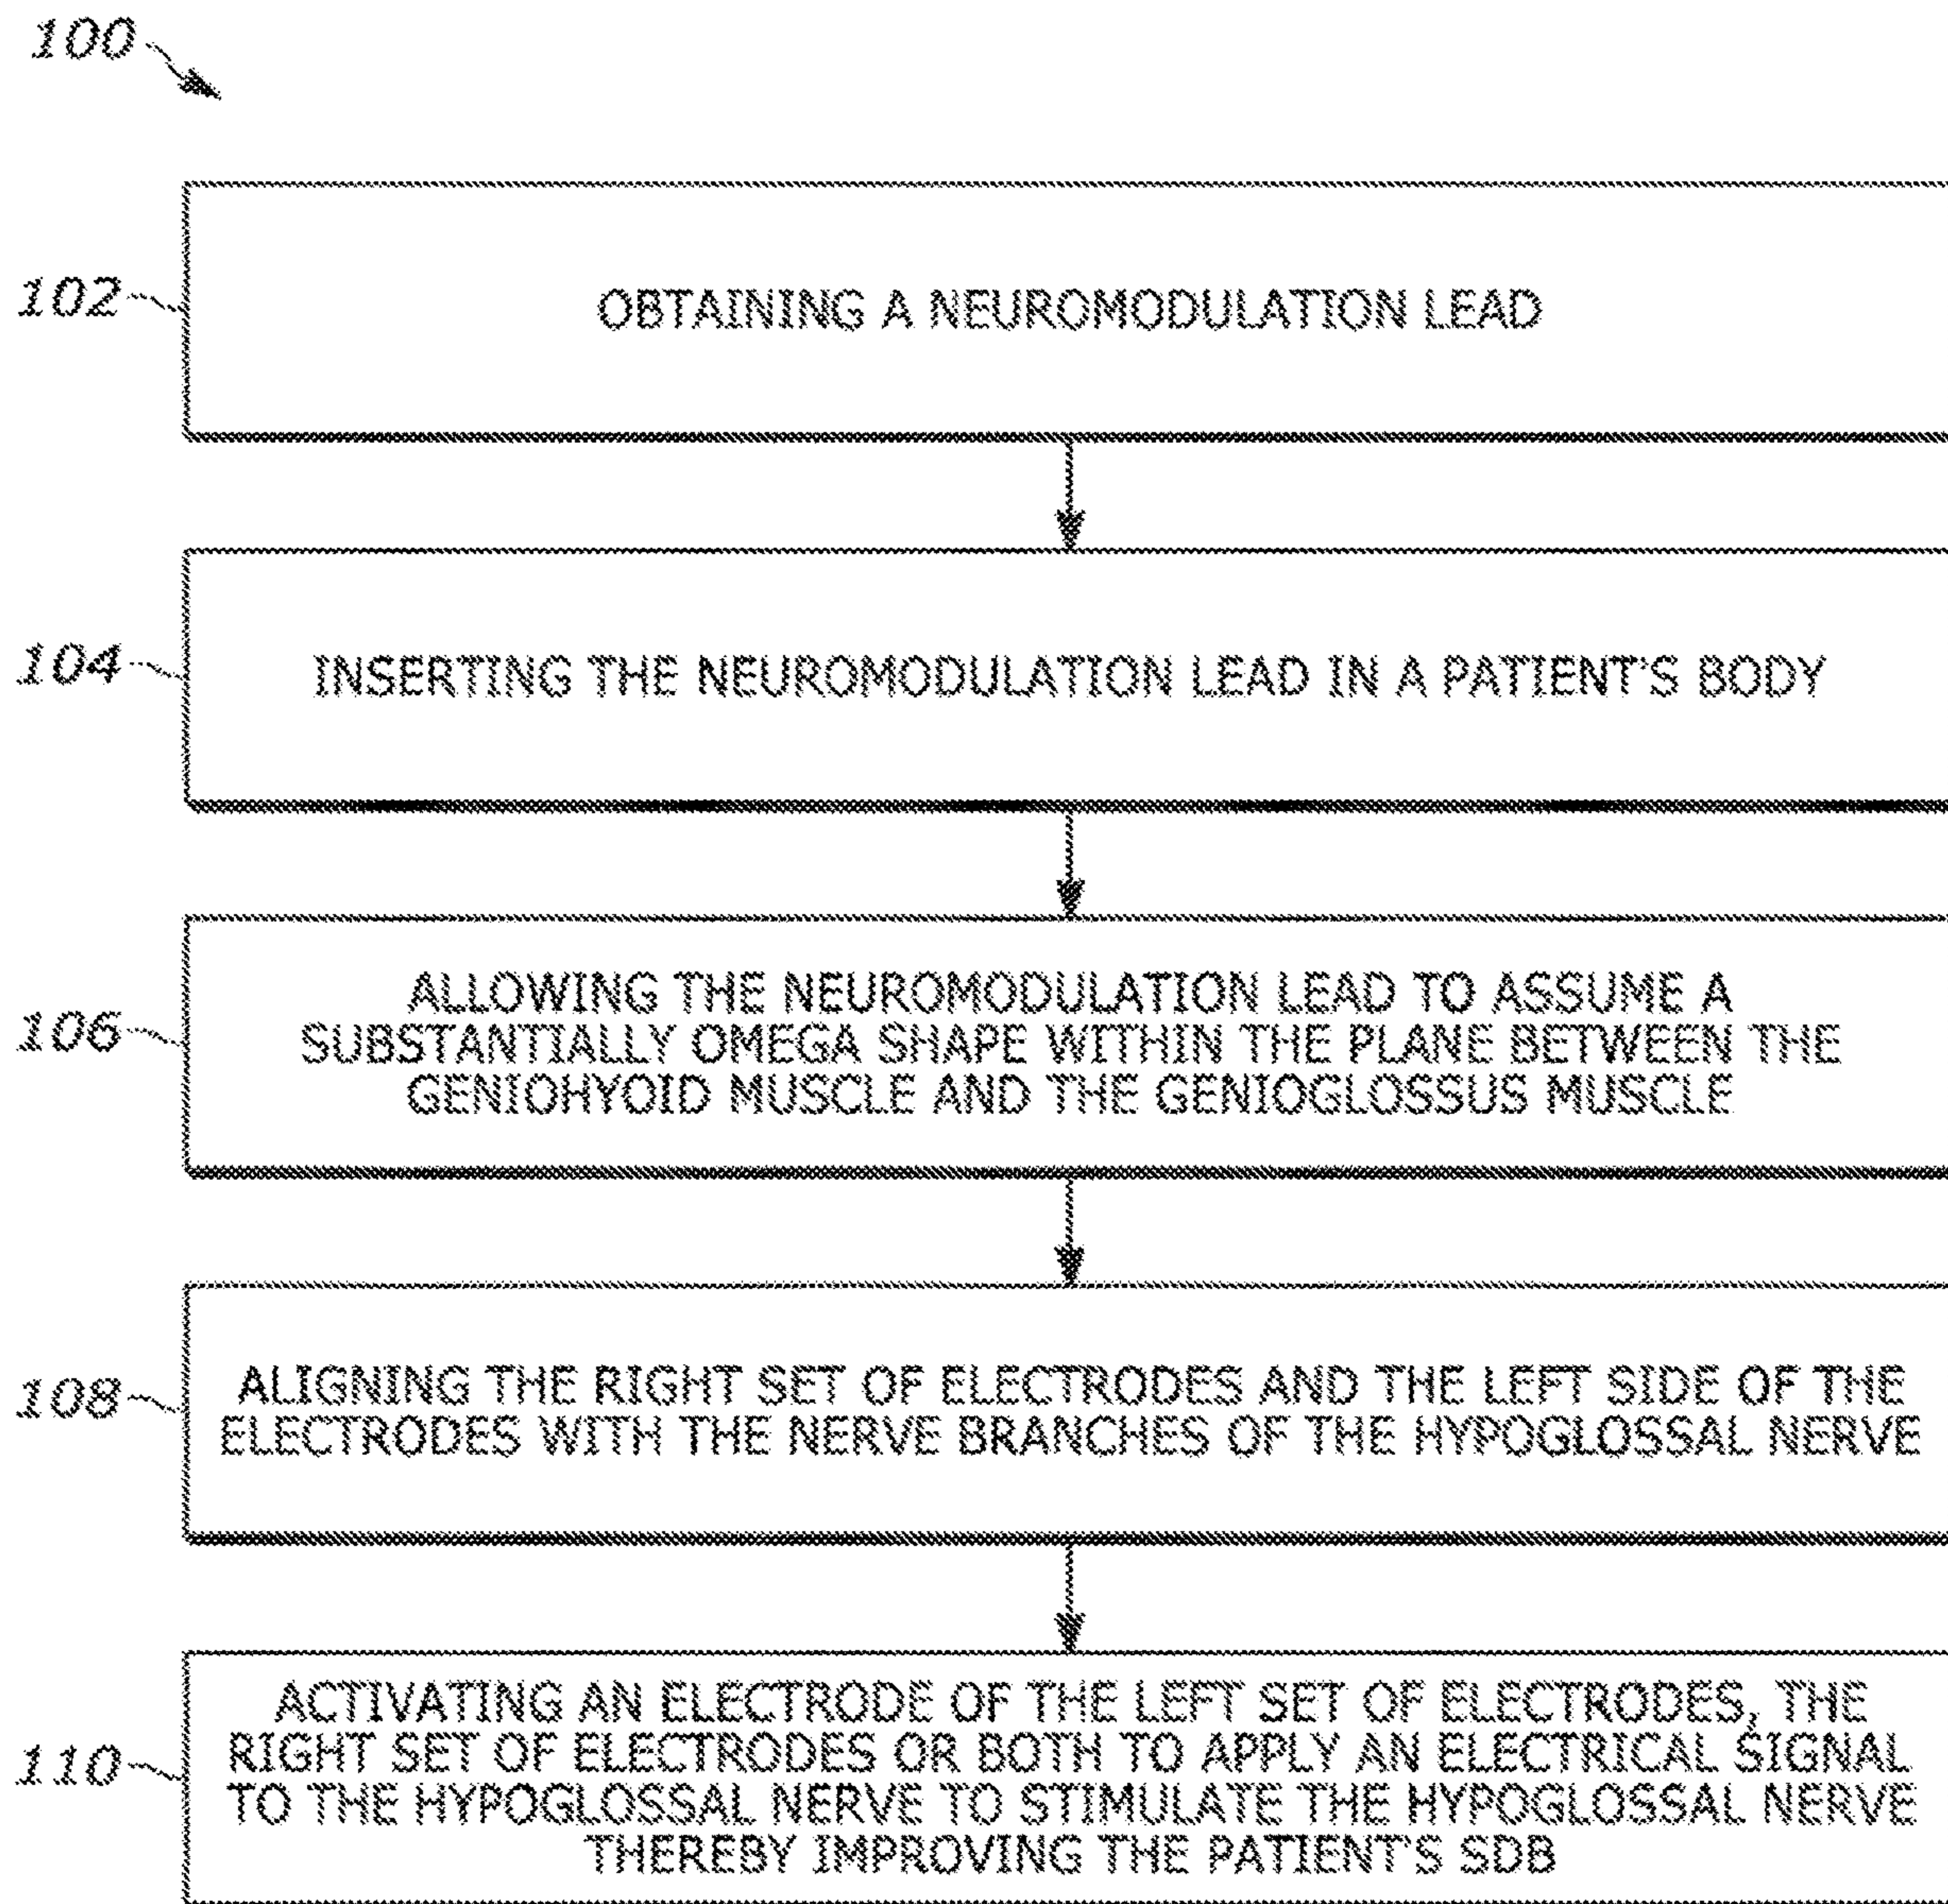 100
102
OBTAINING A NEUROMODULATION LEAD
104
INSERTING THE NEUROMODULATION LEAD IN A PATIENT'S BODY
106
ALLOWING THE NEUROMODULATION LEAD TO ASSUME A
SUBSTANTIALLY OMEGA SHAPE WITHIN THE PLANE BETWEEN THE
GENIOHYOID MUSCLE AND THE GENIOGLOSSUS MUSCLE
108
ALIGNING THE RIGHT SET OF ELECTRODES AND THE LEFT SIDE OF THE
ELECTRODES WITH THE NERVE BRANCHES OF THE HYPOGLOSSAL NERVE
110
ACTIVATING AN ELECTRODE OF THE LEFT SET OF ELECTRODES, THE
RIGHT SET OF ELECTRODES OR BOTH TO APPLY AN ELECTRICAL SIGNAL
TO THE HYPOGLOSSAL NERVE TO STIMULATE THE HYPOGLOSSAL NERVE
THEREBY IMPROVING THE PATIENT'S SDB